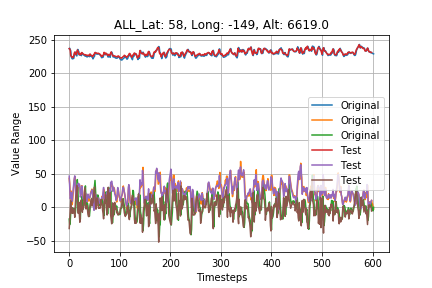 ALL_Lat: 58, Long: -149, Alt: 6619.0
250
200
150
100
50
0
−50
Value Range
Original
Original
Original
Test
Test
Test
0 100 200 300 400 500 600
Timesteps